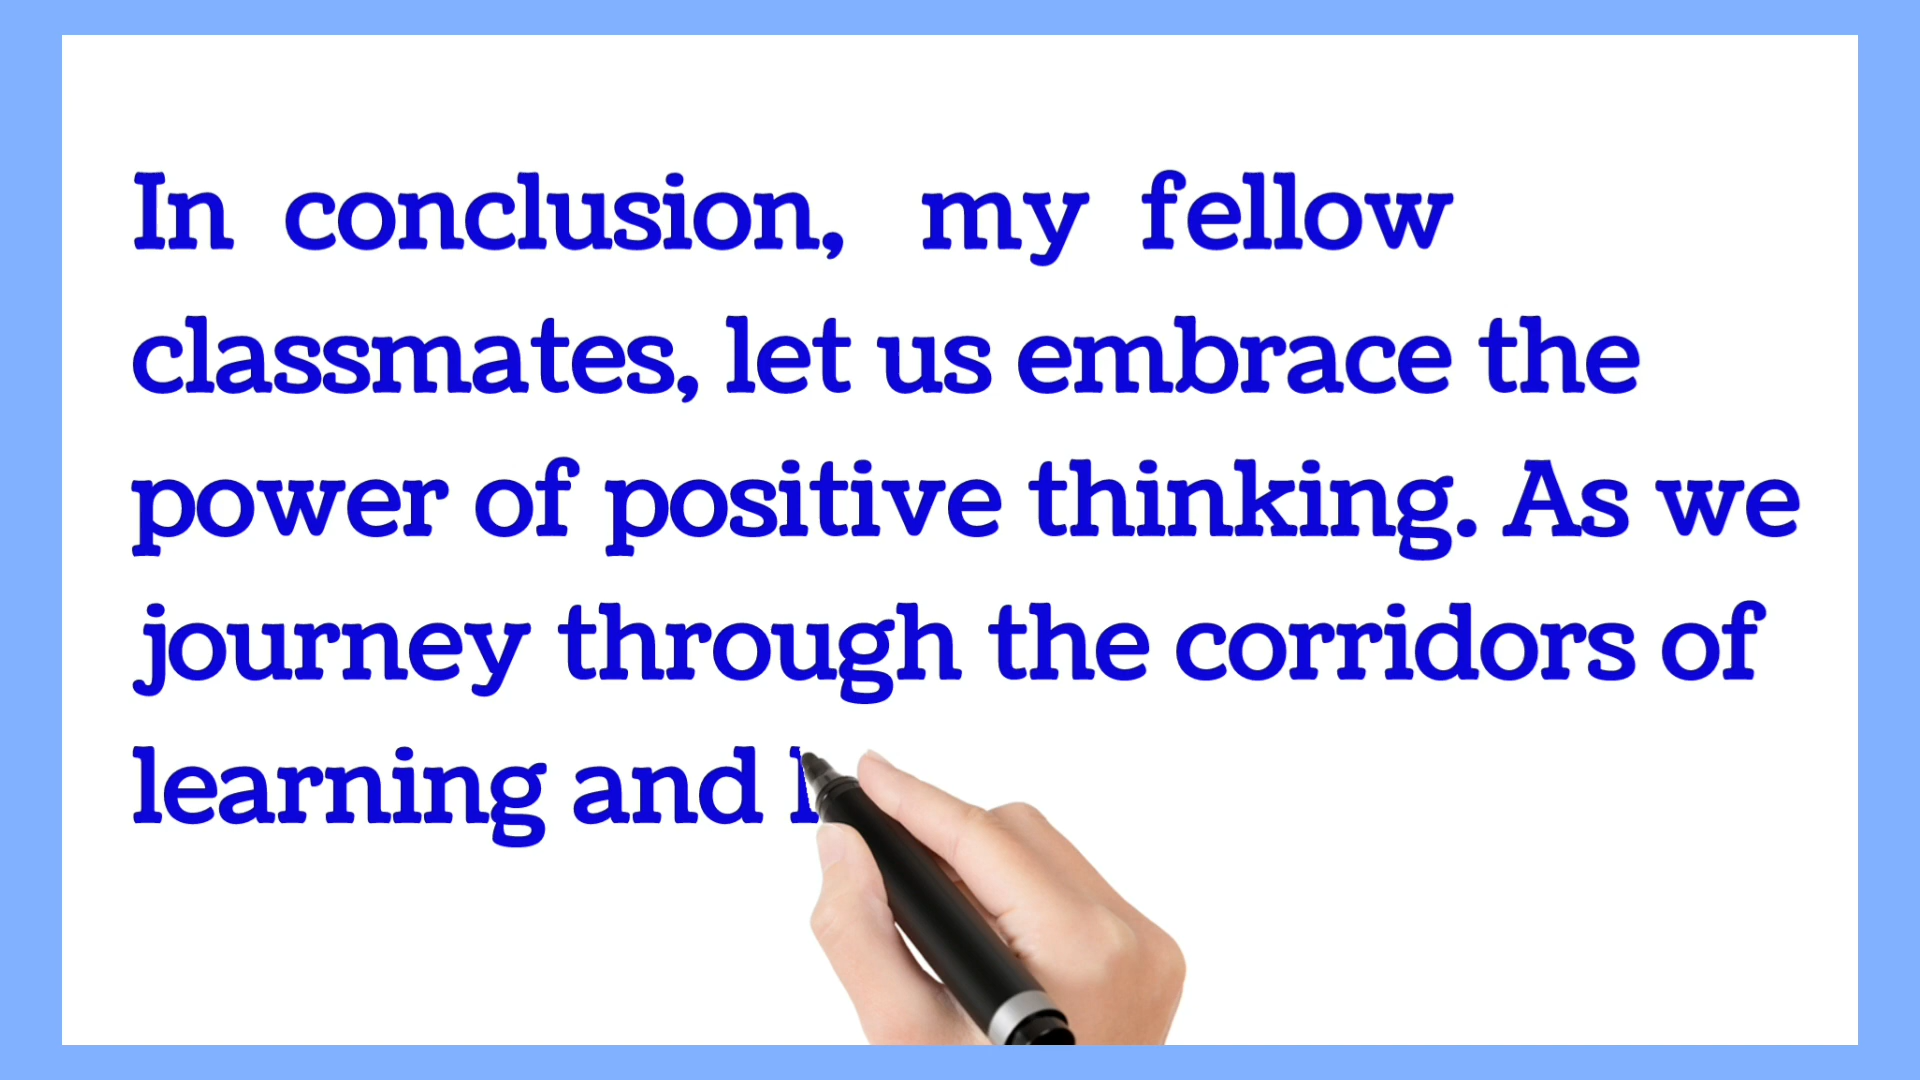 In conclusion, my fellow
classmates, let us embrace the
power of positive thinking. As we
journey through the corridors of
learning and